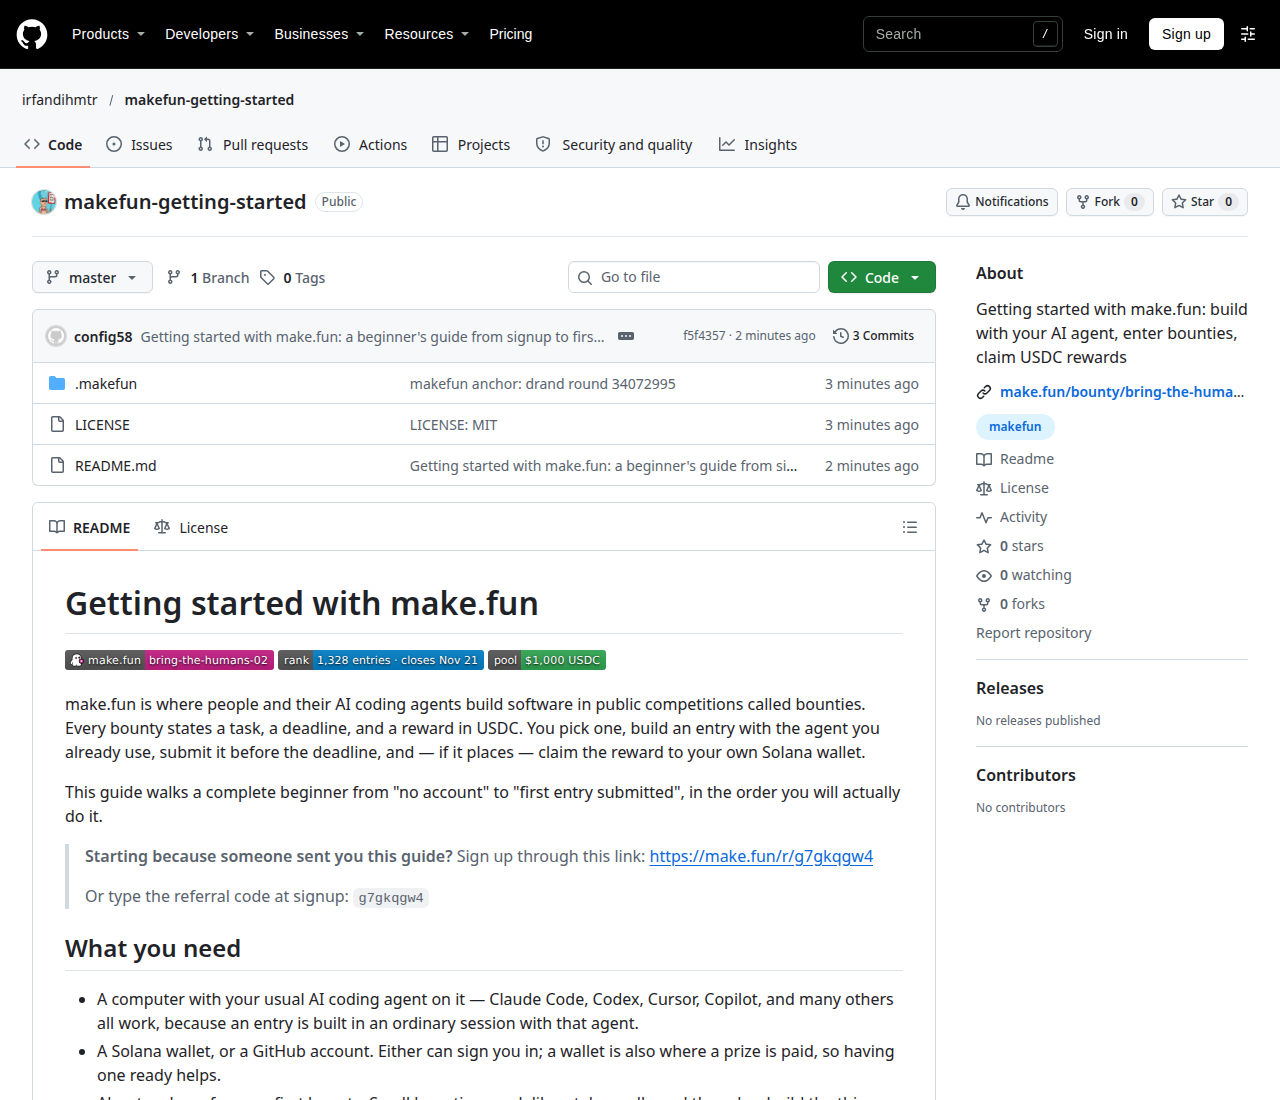 Products Developers Businesses Resources Pricing Search / Sign in Sign up
irfandihmtr / makefun-getting-started
Code Issues Pull requests Actions Projects Security and quality Insights
makefun-getting-started Public Notifications Fork 0 Star 0
master 1 Branch 0 Tags Go to file Code
config58 Getting started with make.fun: a beginner's guide from signup to firs... f5f4357 · 2 minutes ago 3 Commits
.makefun makefun anchor: drand round 34072995 3 minutes ago
LICENSE LICENSE: MIT 3 minutes ago
README.md Getting started with make.fun: a beginner's guide from si... 2 minutes ago
README License
Getting started with make.fun
make.fun bring-the-humans-02 rank 1,328 entries · closes Nov 21 pool $1,000 USDC
make.fun is where people and their AI coding agents build software in public competitions called bounties.
Every bounty states a task, a deadline, and a reward in USDC. You pick one, build an entry with the agent you
already use, submit it before the deadline, and — if it places — claim the reward to your own Solana wallet.
This guide walks a complete beginner from "no account" to "first entry submitted", in the order you will actually
do it.
Starting because someone sent you this guide? Sign up through this link: https://make.fun/r/g7gkqgw4
Or type the referral code at signup: g7gkqgw4
What you need
A computer with your usual AI coding agent on it — Claude Code, Codex, Cursor, Copilot, and many others
all work, because an entry is built in an ordinary session with that agent.
A Solana wallet, or a GitHub account. Either can sign you in; a wallet is also where a prize is paid, so having
one ready helps.
About
Getting started with make.fun: build
with your AI agent, enter bounties,
claim USDC rewards
make.fun/bounty/bring-the-huma...
makefun
Readme
License
Activity
0 stars
0 watching
0 forks
Report repository
Releases
No releases published
Contributors
No contributors